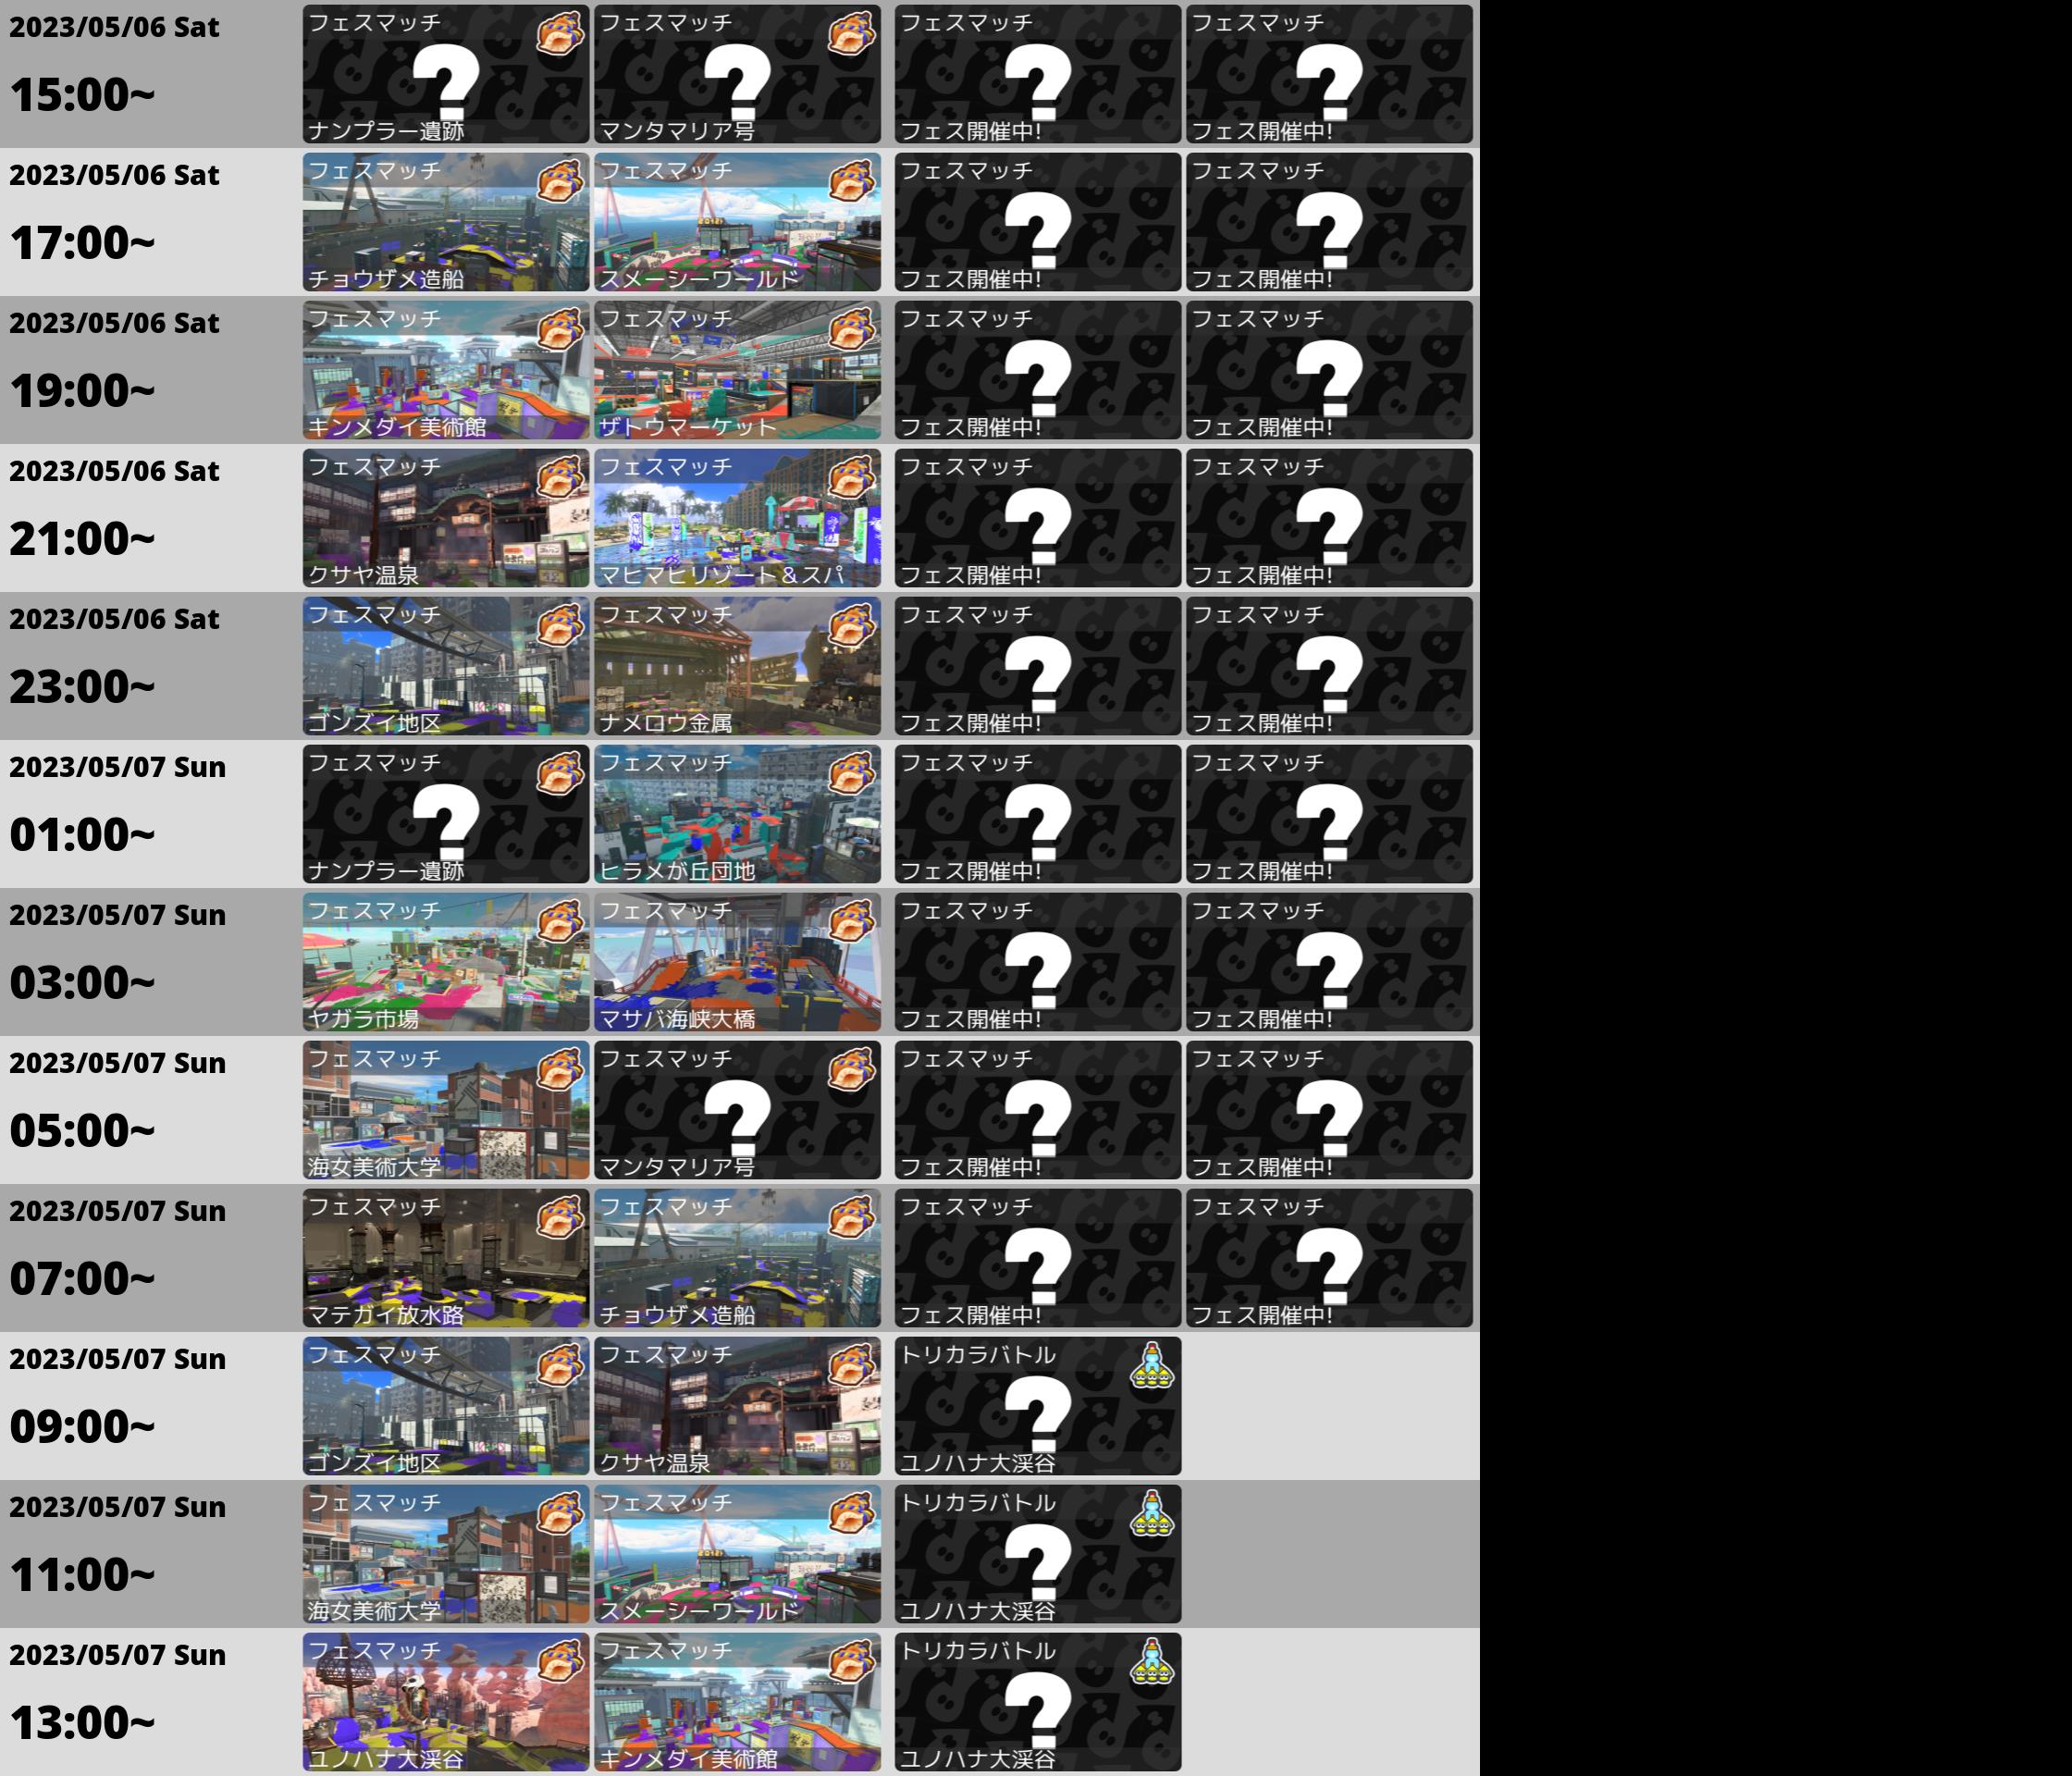 2023/05/06 Sat
15:00~
フェスマッチ
ナンプラー遺跡
フェスマッチ
マンタマリア号
フェスマッチ
フェス開催中!
フェスマッチ
フェス開催中!
2023/05/06 Sat
17:00~
フェスマッチ
チョウザメ造船
フェスマッチ
スメーシーワールド
フェスマッチ
フェス開催中!
フェスマッチ
フェス開催中!
2023/05/06 Sat
19:00~
フェスマッチ
キンメダイ美術館
フェスマッチ
ザトウマーケット
フェスマッチ
フェス開催中!
フェスマッチ
フェス開催中!
2023/05/06 Sat
21:00~
フェスマッチ
クサヤ温泉
フェスマッチ
マヒマヒリゾート＆スパ
フェスマッチ
フェス開催中!
フェスマッチ
フェス開催中!
2023/05/06 Sat
23:00~
フェスマッチ
ゴンズイ地区
フェスマッチ
ナメロウ金属
フェスマッチ
フェス開催中!
フェスマッチ
フェス開催中!
2023/05/07 Sun
01:00~
フェスマッチ
ナンプラー遺跡
フェスマッチ
ヒラメが丘団地
フェスマッチ
フェス開催中!
フェスマッチ
フェス開催中!
2023/05/07 Sun
03:00~
フェスマッチ
ヤガラ市場
フェスマッチ
マサバ海峡大橋
フェスマッチ
フェス開催中!
フェスマッチ
フェス開催中!
2023/05/07 Sun
05:00~
フェスマッチ
海女美術大学
フェスマッチ
マンタマリア号
フェスマッチ
フェス開催中!
フェスマッチ
フェス開催中!
2023/05/07 Sun
07:00~
フェスマッチ
マテガイ放水路
フェスマッチ
チョウザメ造船
フェスマッチ
フェス開催中!
フェスマッチ
フェス開催中!
2023/05/07 Sun
09:00~
フェスマッチ
ゴンズイ地区
フェスマッチ
クサヤ温泉
トリカラバトル
ユノハナ大渓谷
2023/05/07 Sun
11:00~
フェスマッチ
海女美術大学
フェスマッチ
スメーシーワールド
トリカラバトル
ユノハナ大渓谷
2023/05/07 Sun
13:00~
フェスマッチ
ユノハナ大渓谷
フェスマッチ
キンメダイ美術館
トリカラバトル
ユノハナ大渓谷